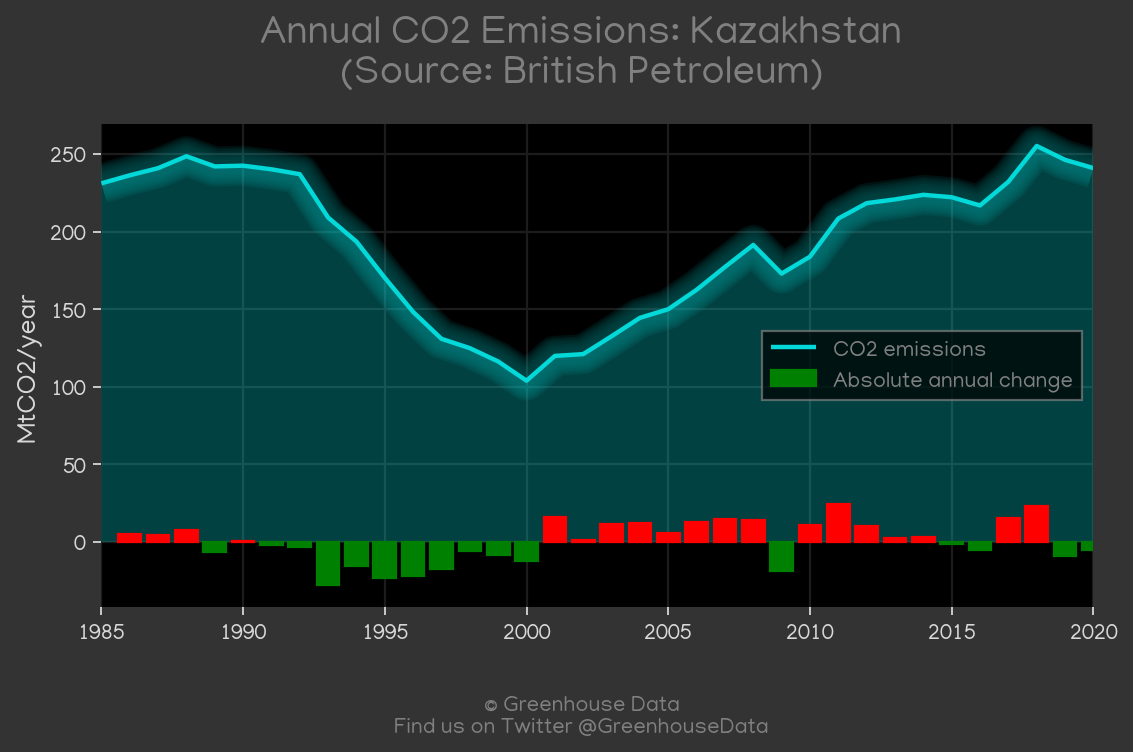 Annual CO2 Emissions: Kazakhstan
(Source: British Petroleum)
MtCO2/year
250
200
150
100
50
0
CO2 emissions
Absolute annual change
1985 1990 1995 2000 2005 2010 2015 2020
© Greenhouse Data
Find us on Twitter @GreenhouseData